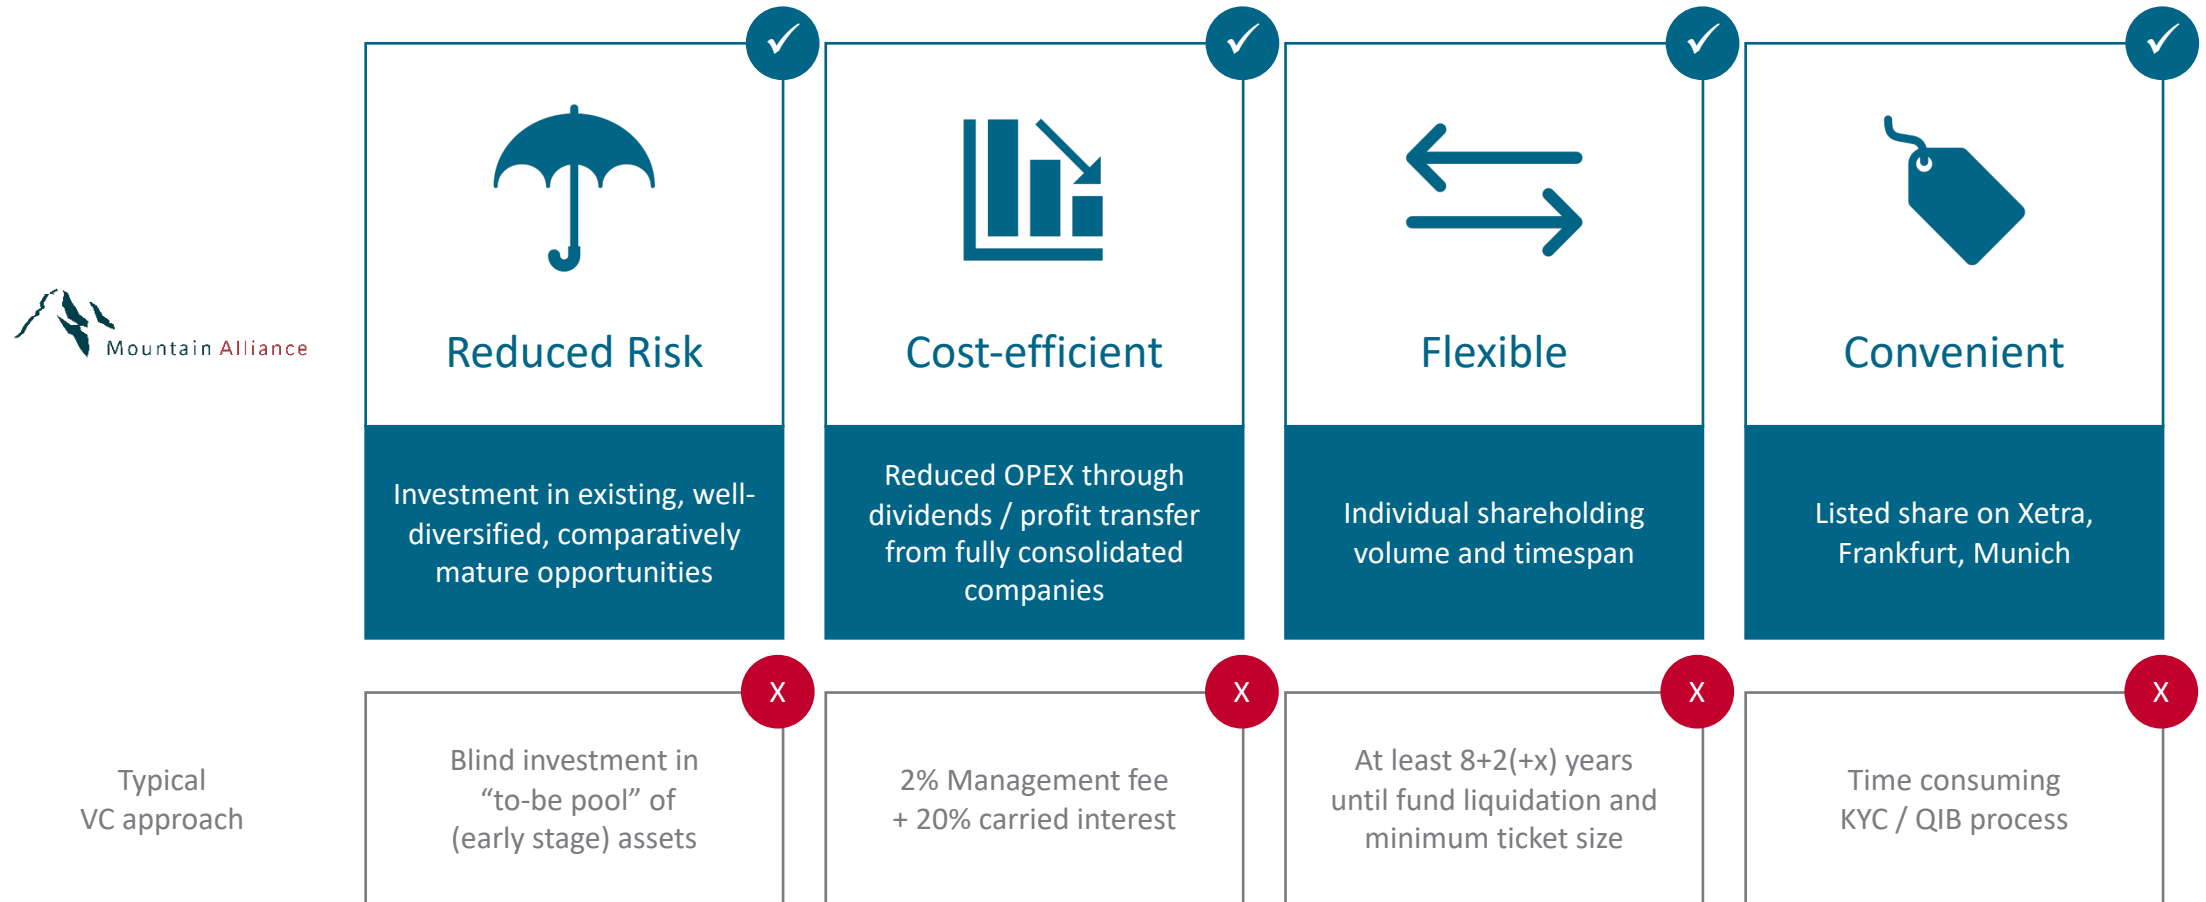 Mountain Alliance
Reduced Risk
Investment in existing, well-
diversified, comparatively
mature opportunities
Cost-efficient
Reduced OPEX through
dividends / profit transfer
from fully consolidated
companies
Flexible
Individual shareholding
volume and timespan
Convenient
Listed share on Xetra,
Frankfurt, Munich
Typical
VC approach
X
Blind investment in
“to-be pool” of
(early stage) assets
X
2% Management fee
+ 20% carried interest
X
At least 8+2(+x) years
until fund liquidation and
minimum ticket size
X
Time consuming
KYC / QIB process